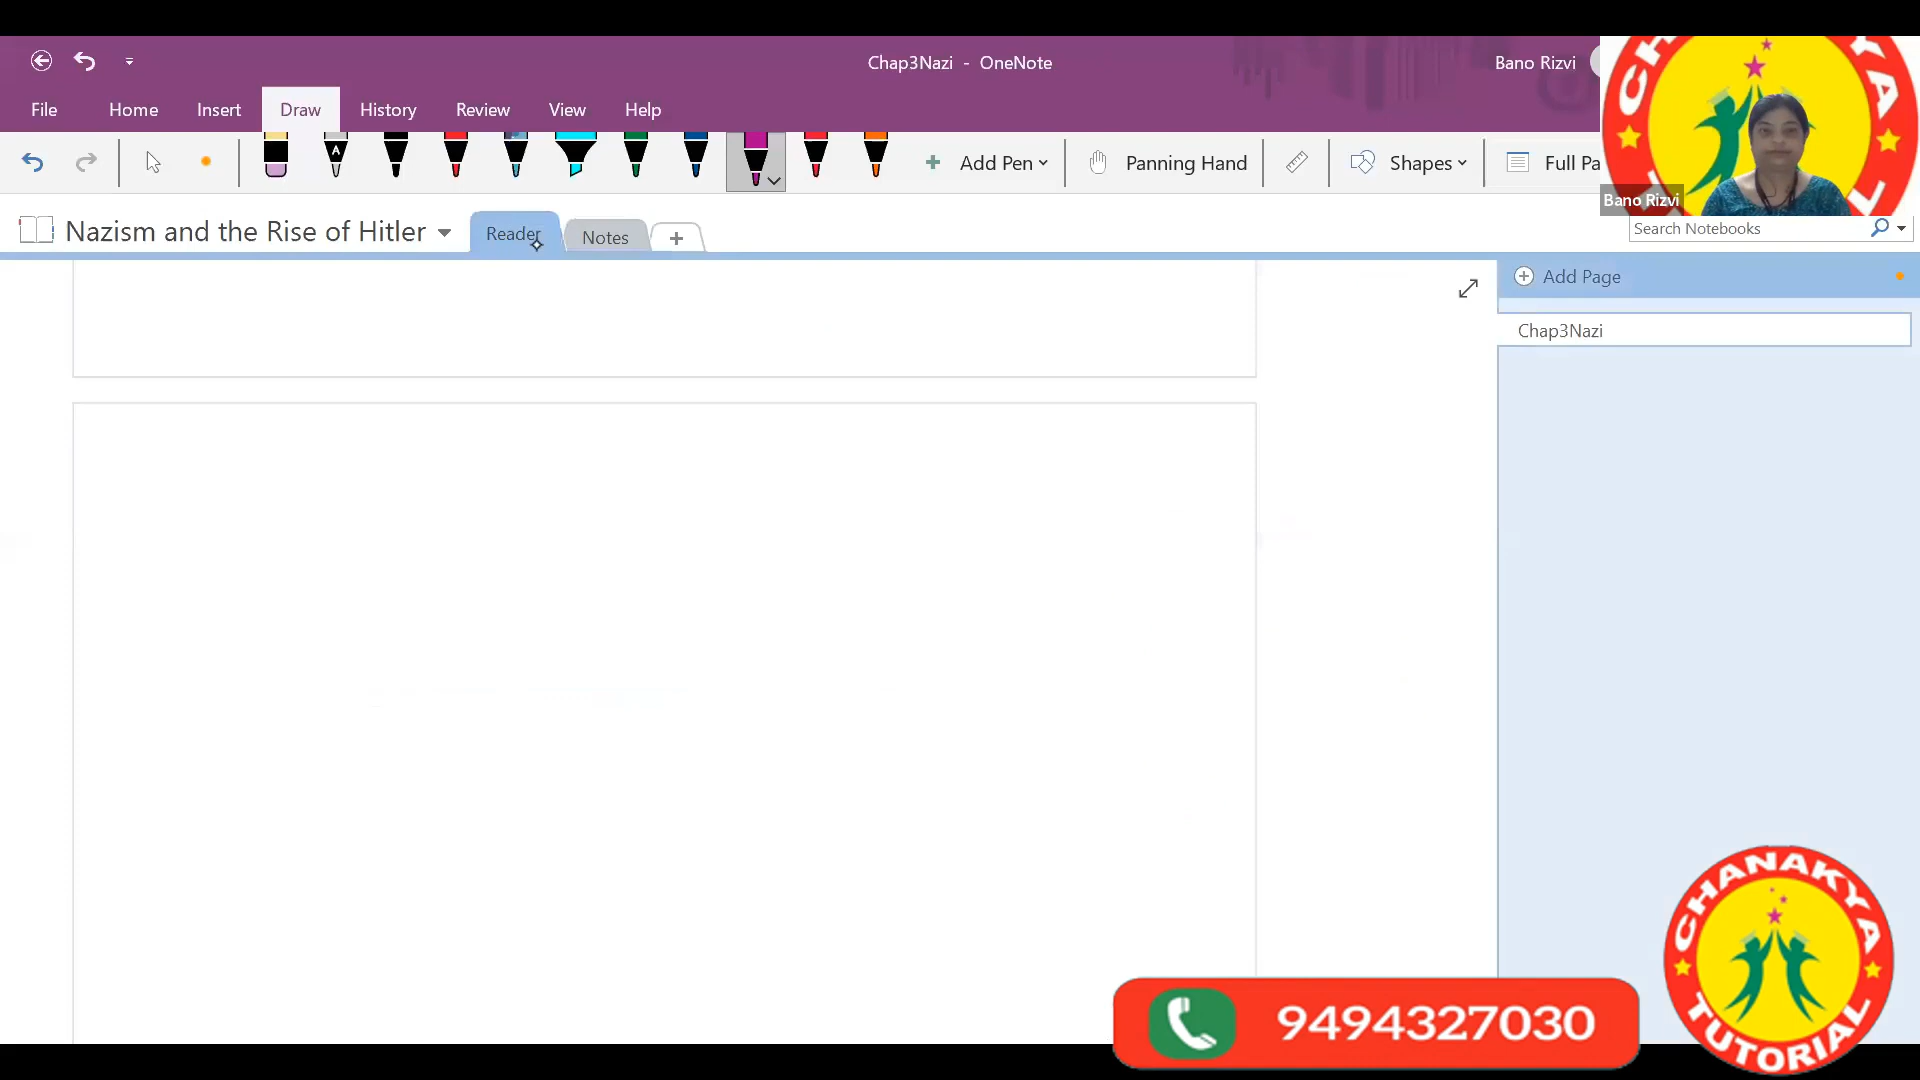 Chap3Nazi - OneNote
Bano Rizvi
File Home Insert Draw History Review View Help
A
Add Pen
Panning Hand
Shapes
Full Pa
Bano Rizvi
Nazism and the Rise of Hitler
Reader
Notes
Search Notebooks
Add Page
Chap3Nazi
CHANAKYA
TUTORIAL
9494327030